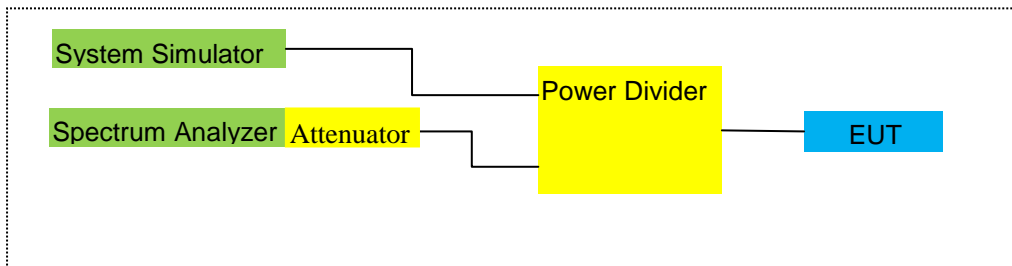 System Simulator
Power Divider
Spectrum Analyzer Attenuator
EUT